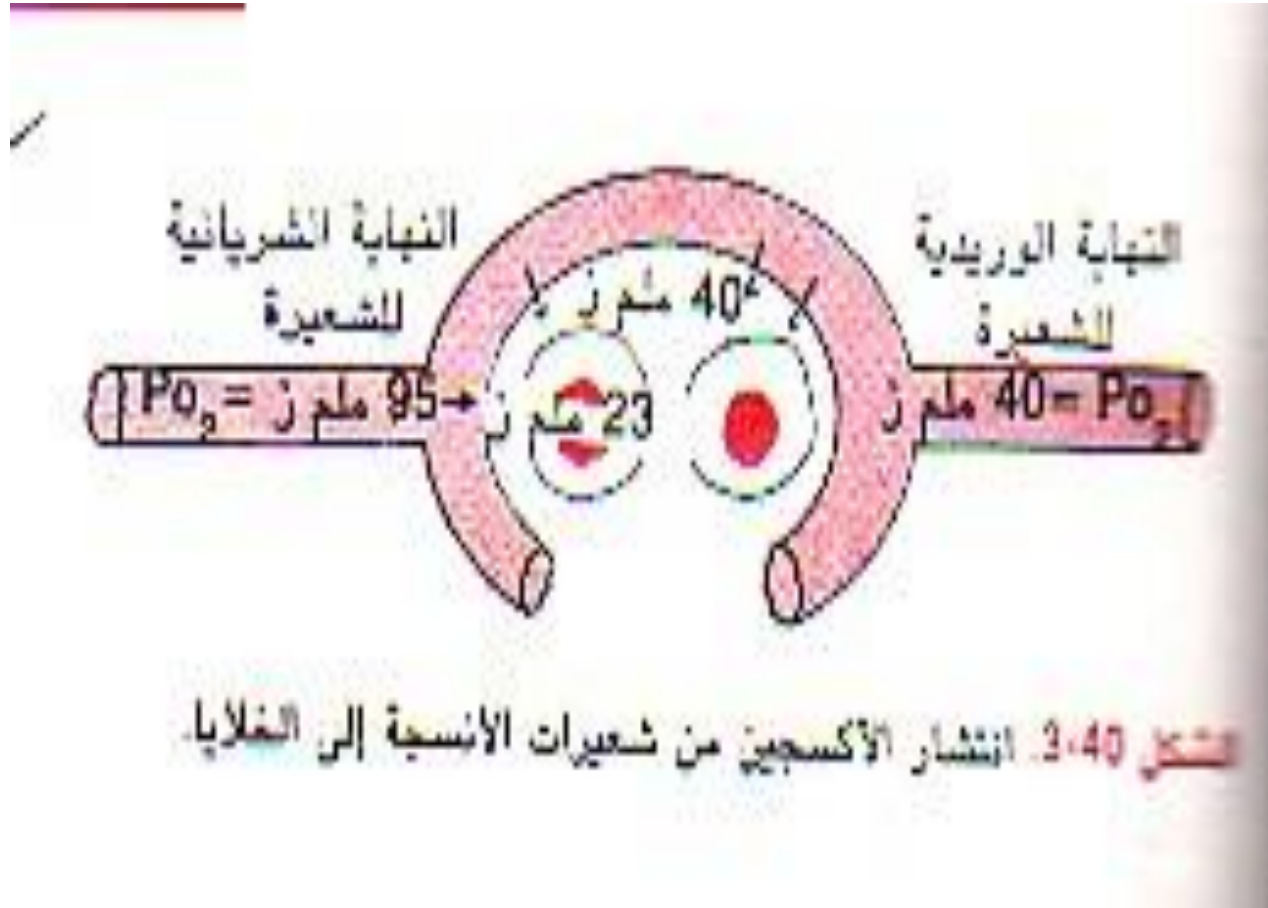 النهاية الشريانية
للشعيرة
النهاية الوريدية
للشعيرة
40 ملم ز
Po₂ = 95 ملم ز
23 ملم ز
Po₂ = 40 ملم ز
الشكل 40-3. انتشار الأكسجين من شعيرات الأنسجة إلى الخلايا.